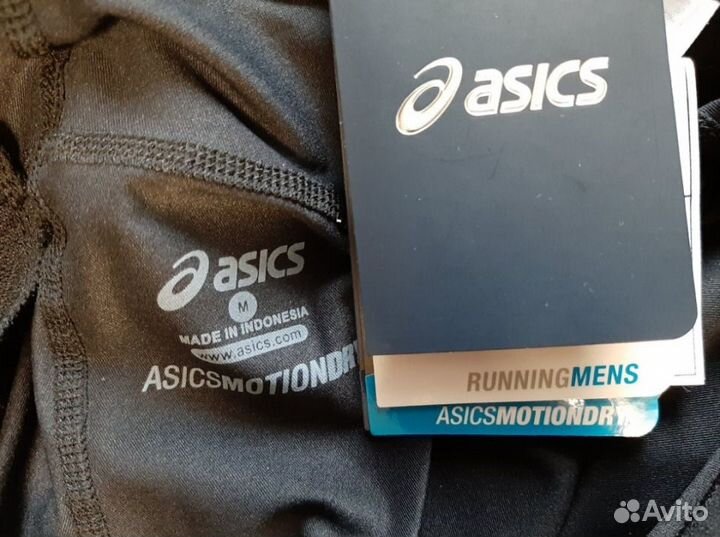 asics
asics
M
MADE IN INDONESIA
www.asics.com
ASICSMOTIONDRY
RUNNINGMENS
ASICSMOTIONDRY
Avito